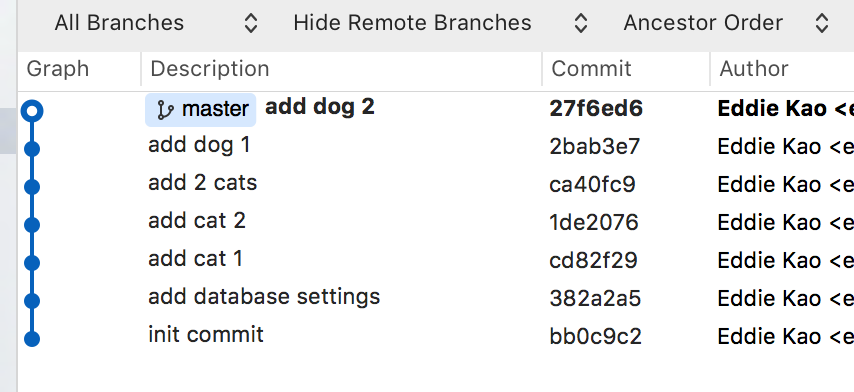 All Branches Hide Remote Branches Ancestor Order
Graph Description Commit Author
master add dog 2 27f6ed6 Eddie Kao <e
add dog 1 2bab3e7 Eddie Kao <e
add 2 cats ca40fc9 Eddie Kao <e
add cat 2 1de2076 Eddie Kao <e
add cat 1 cd82f29 Eddie Kao <e
add database settings 382a2a5 Eddie Kao <e
init commit bb0c9c2 Eddie Kao <e